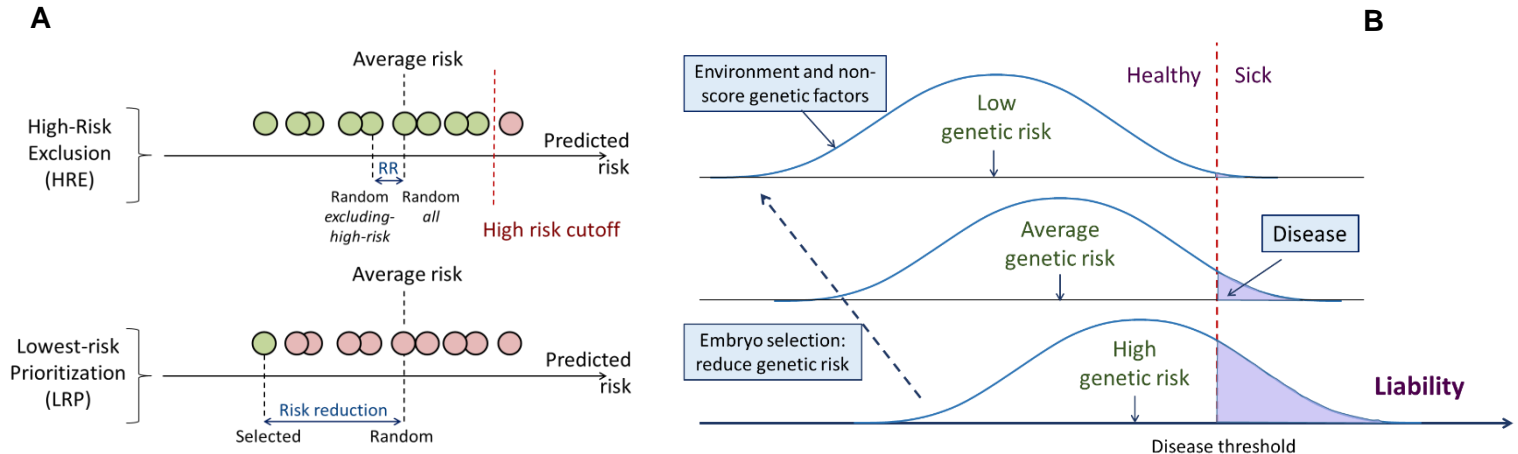 A
Average risk
High-Risk
Exclusion
(HRE)
Predicted
risk
RR
Random
excluding-
high-risk
Random
all
High risk cutoff
Average risk
Lowest-risk
Prioritization
(LRP)
Predicted
risk
Risk reduction
Selected
Random
B
Environment and non-
score genetic factors
Low
genetic risk
Healthy
Sick
Average
genetic risk
Disease
Embryo selection:
reduce genetic risk
High
genetic risk
Liability
Disease threshold